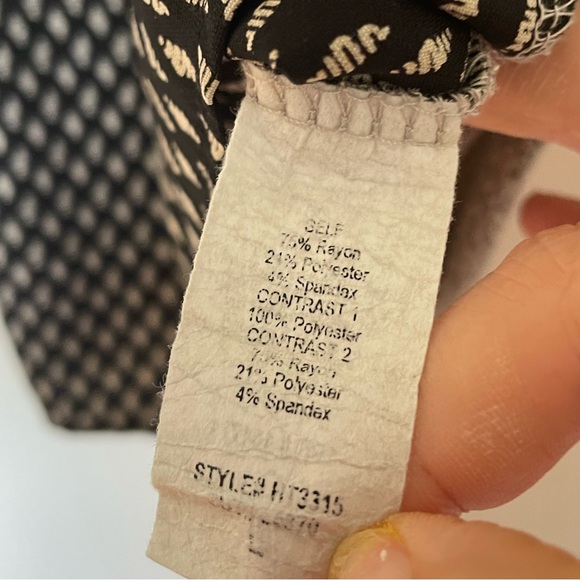 SELF
75% Rayon
21% Polyester
4% Spandex
CONTRAST 1
100% Polyester
CONTRAST 2
75% Rayon
21% Polyester
4% Spandex
STYLE# HT3315
L